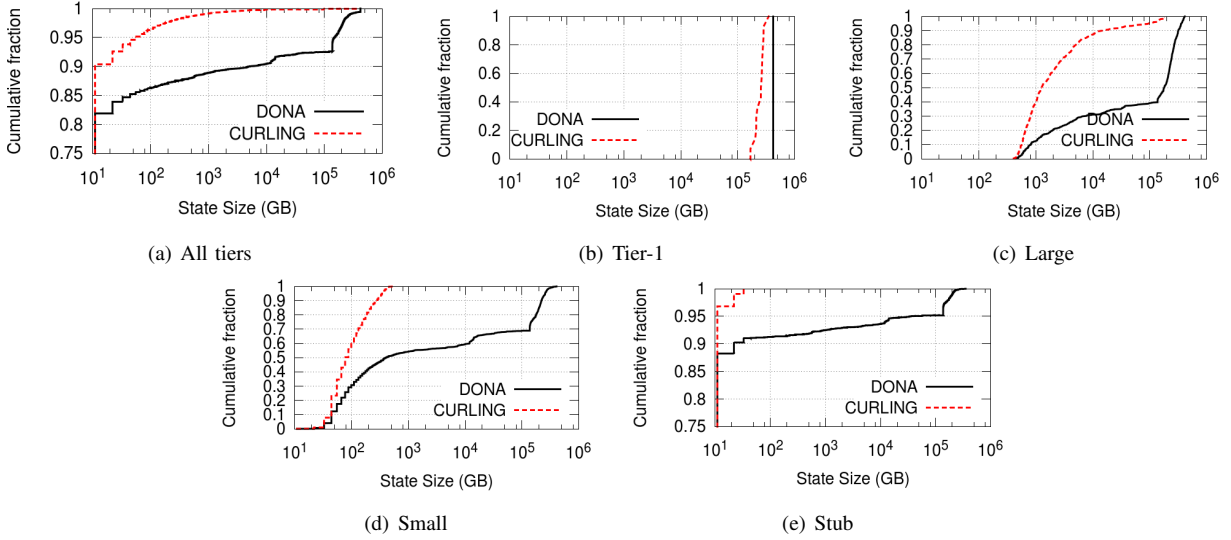 Cumulative fraction
1
0.95
0.9
0.85
0.8
0.75
DONA
CURLING
10^1 10^2 10^3 10^4 10^5 10^6
State Size (GB)
(a) All tiers
Cumulative fraction
1
0.8
0.6
0.4
0.2
0
DONA
CURLING
10^1 10^2 10^3 10^4 10^5 10^6
State Size (GB)
(b) Tier-1
Cumulative fraction
1
0.9
0.8
0.7
0.6
0.5
0.4
0.3
0.2
0.1
0
DONA
CURLING
10^1 10^2 10^3 10^4 10^5 10^6
State Size (GB)
(c) Large
Cumulative fraction
1
0.9
0.8
0.7
0.6
0.5
0.4
0.3
0.2
0.1
0
DONA
CURLING
10^1 10^2 10^3 10^4 10^5 10^6
State Size (GB)
(d) Small
Cumulative fraction
1
0.95
0.9
0.85
0.8
0.75
DONA
CURLING
10^1 10^2 10^3 10^4 10^5 10^6
State Size (GB)
(e) Stub